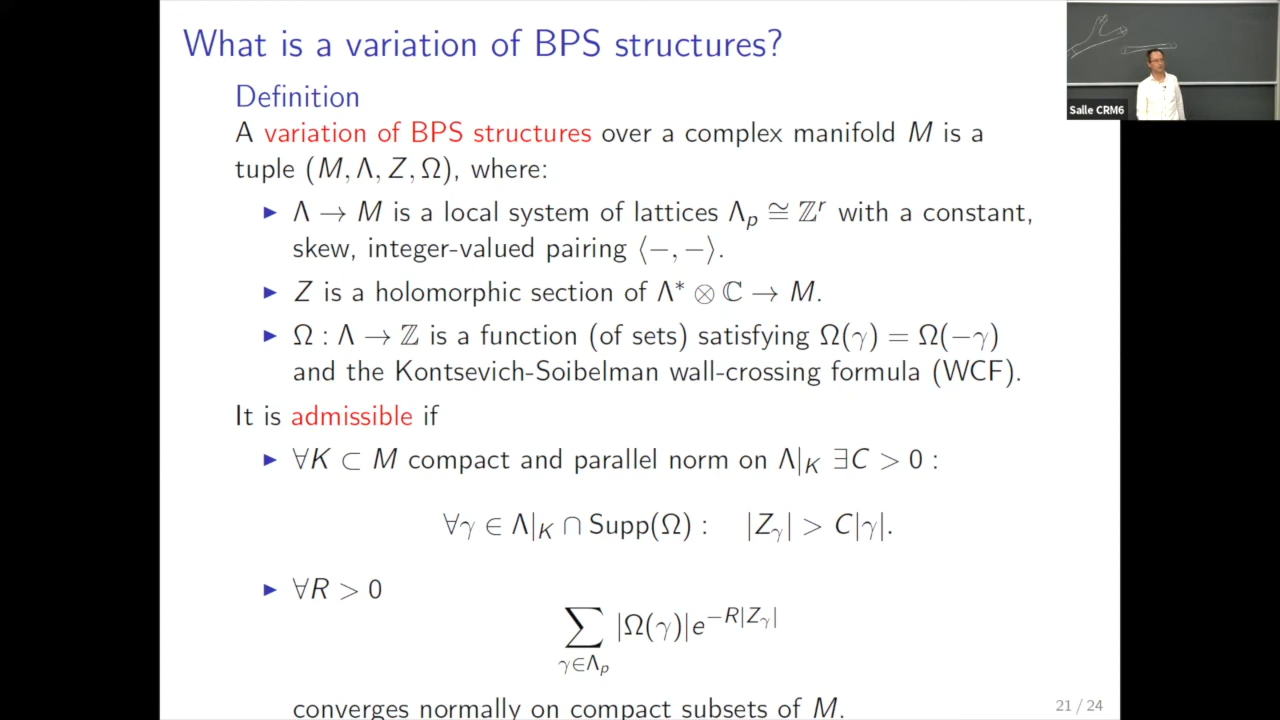 What is a variation of BPS structures?
Definition
A variation of BPS structures over a complex manifold M is a
tuple (M, Λ, Z, Ω), where:
▶ Λ → M is a local system of lattices Λ_p ≅ ℤ^r with a constant,
skew, integer-valued pairing ⟨−, −⟩.
▶ Z is a holomorphic section of Λ* ⊗ ℂ → M.
▶ Ω : Λ → ℤ is a function (of sets) satisfying Ω(γ) = Ω(−γ)
and the Kontsevich-Soibelman wall-crossing formula (WCF).
It is admissible if
▶ ∀K ⊂ M compact and parallel norm on Λ|_K ∃C > 0 :
∀γ ∈ Λ|_K ∩ Supp(Ω) : |Z_γ| > C|γ|.
▶ ∀R > 0
∑_{γ∈Λ_p} |Ω(γ)|e^{−R|Z_γ|}
converges normally on compact subsets of M.
21 / 24
Salle CRM6